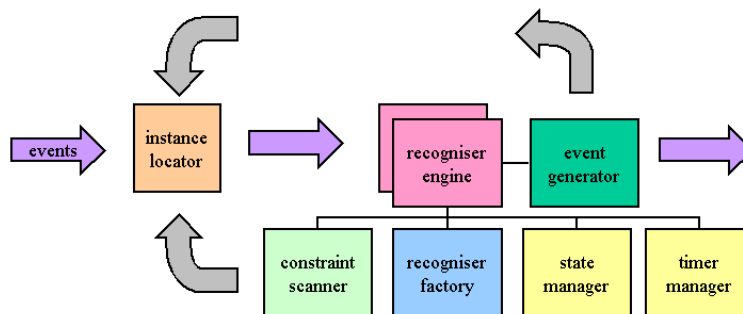 events
instance
locator
recogniser
engine
event
generator
constraint
scanner
recogniser
factory
state
manager
timer
manager